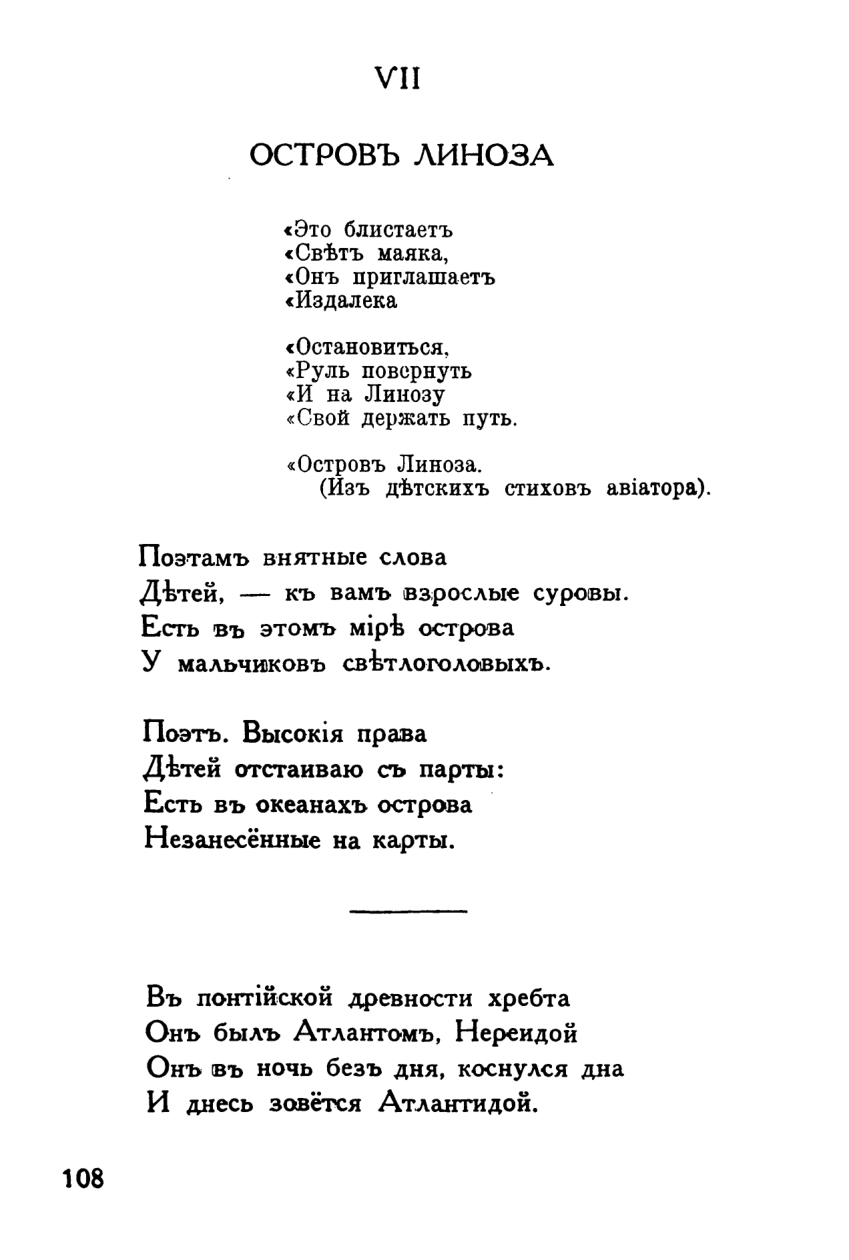 VII
ОСТРОВЪ ЛИНОЗА
«Это блистаетъ
«Свѣтъ маяка,
«Онъ приглашаетъ
«Издалека
«Остановиться,
«Руль повернуть
«И на Линозу
«Свой держать путь.
«Островъ Линоза.
(Изъ дѣтскихъ стиховъ авіатора).
Поэтамъ внятные слова
Дѣтей, — къ вамъ взрослые суровы.
Есть въ этомъ мірѣ острова
У мальчиковъ свѣтлоголовыхъ.
Поэтъ. Высокія права
Дѣтей отстаиваю съ парты:
Есть въ океанахъ острова
Незанесённые на карты.
Въ понтійской древности хребта
Онъ былъ Атлантомъ, Нереидой
Онъ въ ночь безъ дня, коснулся дна
И днесь зовётся Атлантидой.
108